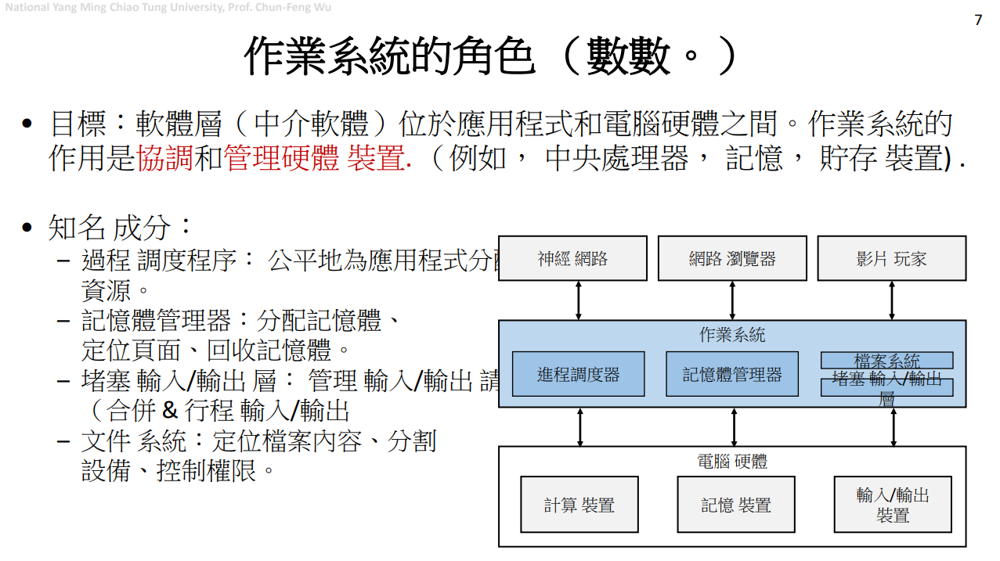 National Yang Ming Chiao Tung University, Prof. Chun-Feng Wu
7
作業系統的角色（數數。）
• 目標：軟體層（中介軟體）位於應用程式和電腦硬體之間。作業系統的
作用是協調和管理硬體 裝置.（例如， 中央處理器， 記憶， 貯存 裝置) .
• 知名 成分：
– 過程 調度程序： 公平地為應用程式分配
資源。
– 記憶體管理器：分配記憶體、
定位頁面、回收記憶體。
– 堵塞 輸入/輸出 層： 管理 輸入/輸出 請
（合併 & 行程 輸入/輸出
– 文件 系統：定位檔案內容、分割
設備、控制權限。
神經 網路
網路 瀏覽器
影片 玩家
作業系統
進程調度器
記憶體管理器
檔案系統
堵塞 輸入/輸出
層
電腦 硬體
計算 裝置
記憶 裝置
輸入/輸出
裝置